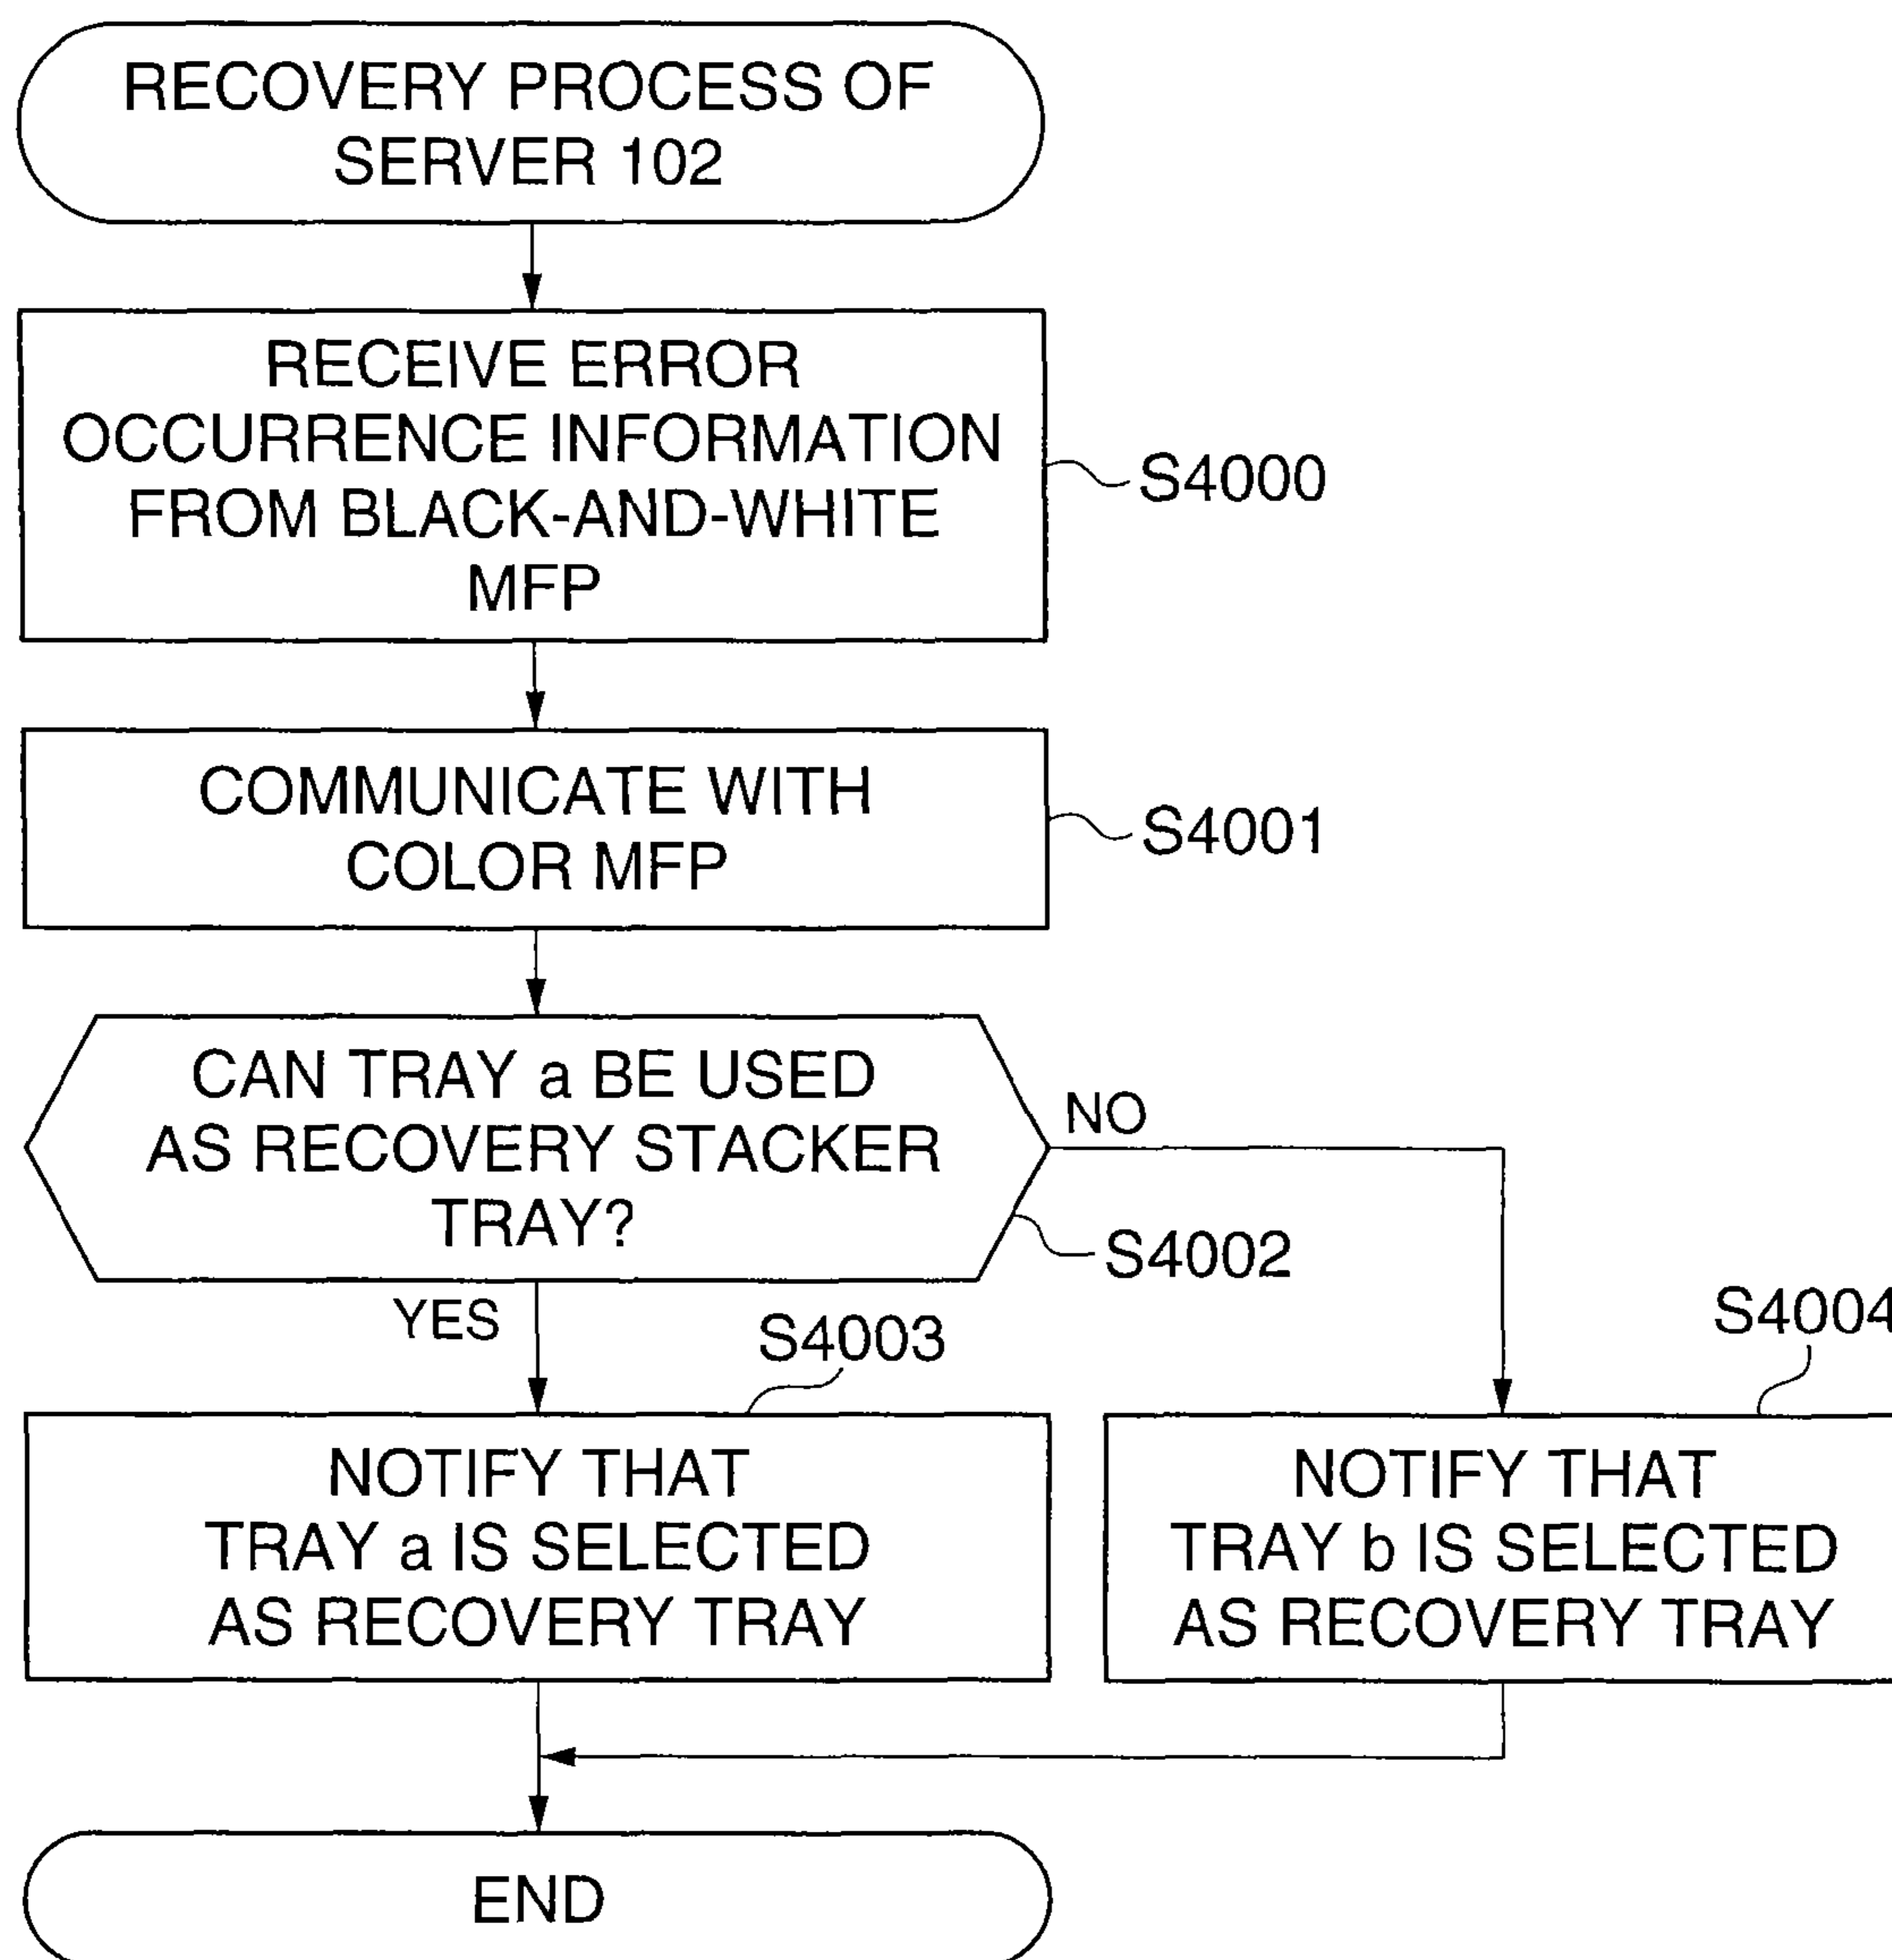 RECOVERY PROCESS OF
SERVER 102
RECEIVE ERROR
OCCURRENCE INFORMATION
FROM BLACK-AND-WHITE
MFP
S4000
COMMUNICATE WITH
COLOR MFP
S4001
CAN TRAY a BE USED
AS RECOVERY STACKER
TRAY?
NO
S4002
YES
S4003
S4004
NOTIFY THAT
TRAY a IS SELECTED
AS RECOVERY TRAY
NOTIFY THAT
TRAY b IS SELECTED
AS RECOVERY TRAY
END